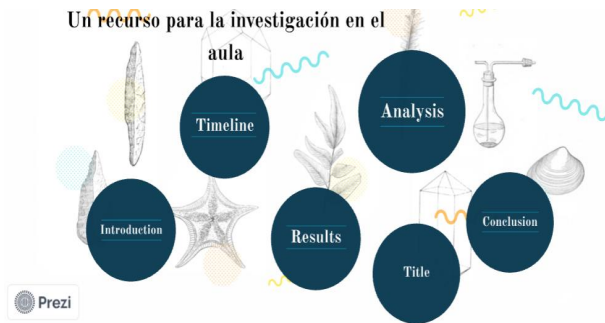 Un recurso para la investigación en el
aula
Timeline
Analysis
Introduction
Results
Title
Conclusion
Prezi